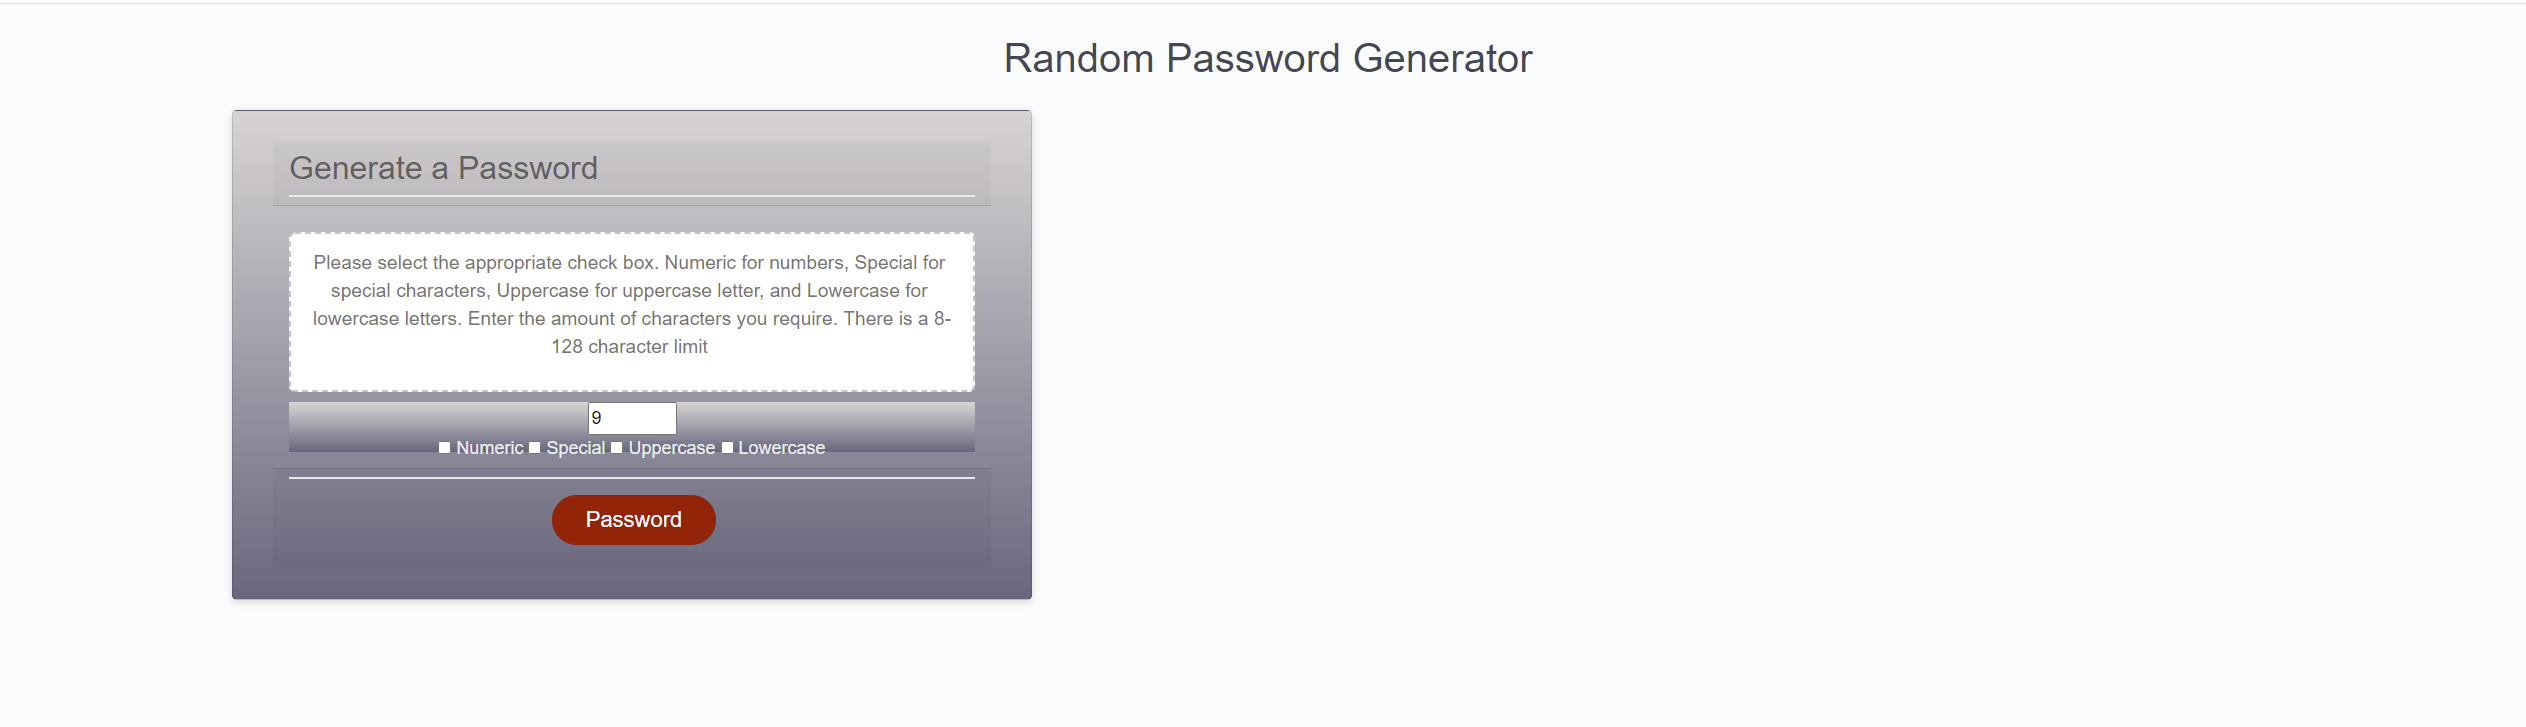 Random Password Generator
Generate a Password
Please select the appropriate check box. Numeric for numbers, Special for
special characters, Uppercase for uppercase letter, and Lowercase for
lowercase letters. Enter the amount of characters you require. There is a 8-
128 character limit
9
Numeric Special Uppercase Lowercase
Password